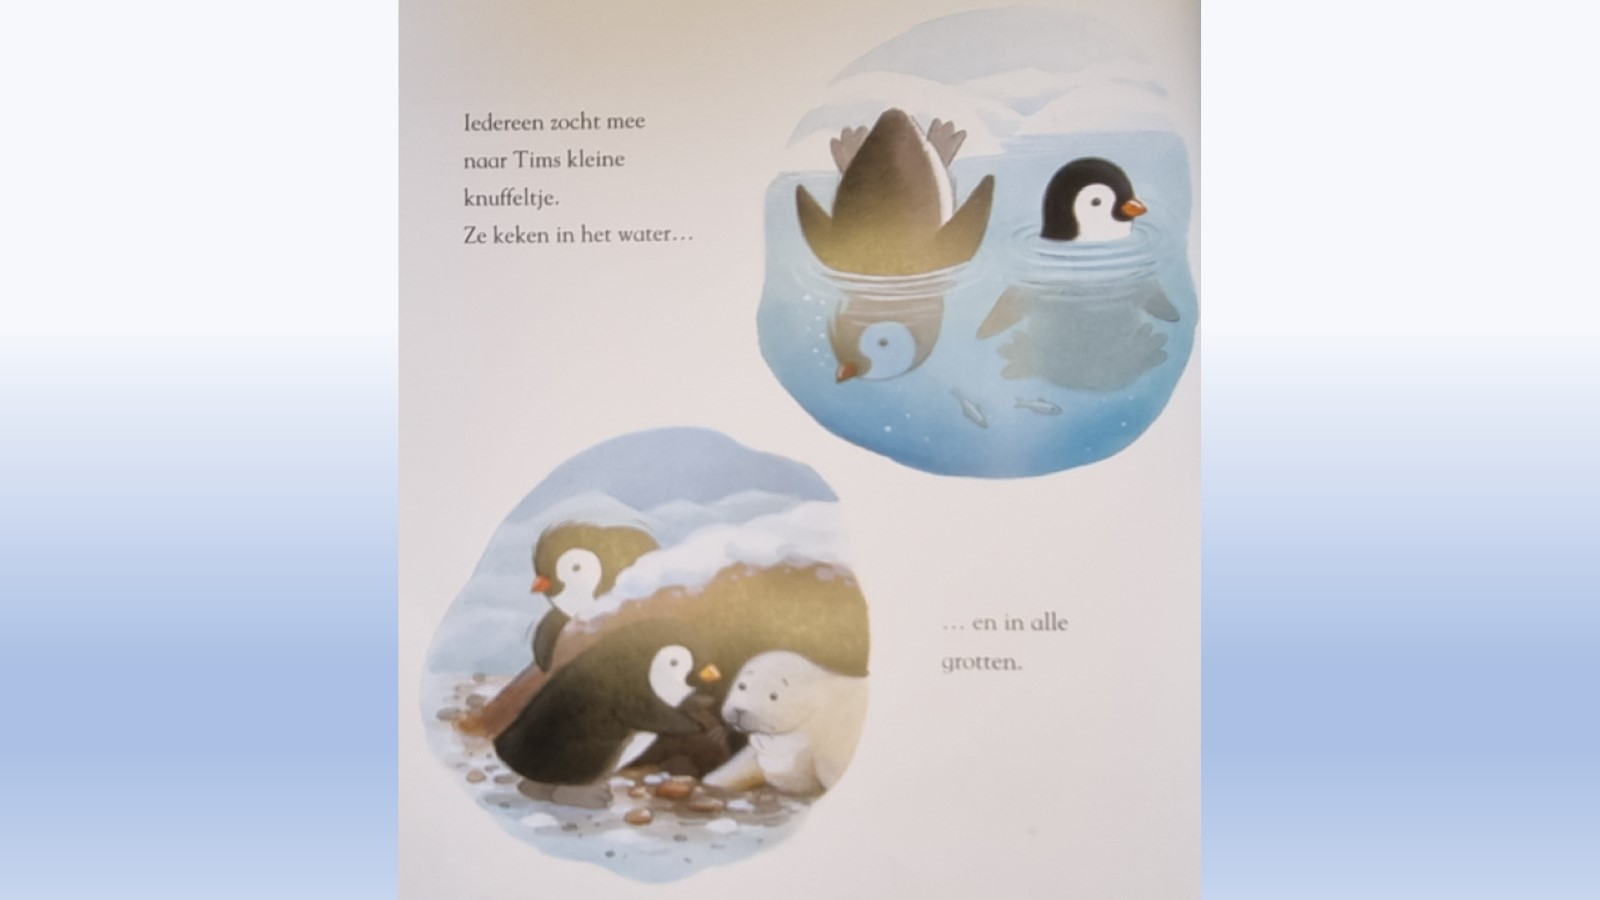 Iedereen zocht mee
naar Tims kleine
knuffeltje.
Ze keken in het water...
... en in alle
grotten.